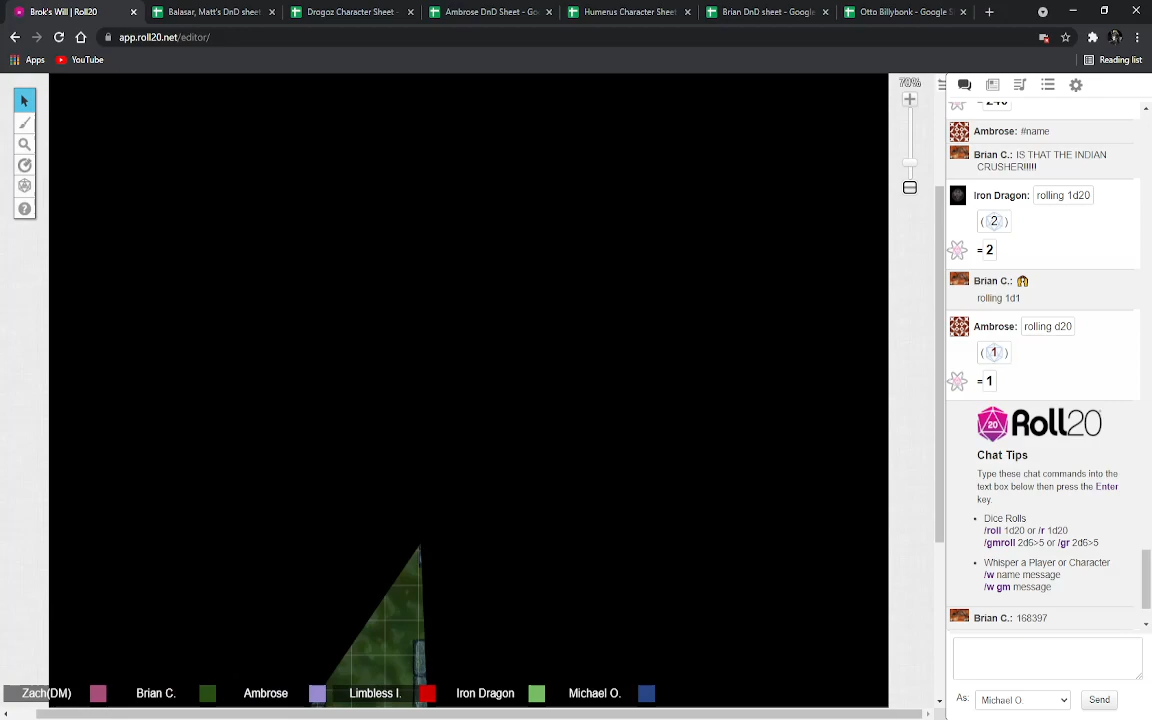 Brok's Will | Roll20
Balasar, Matt's DnD sheet
Drogoz Character Sheet -
Ambrose DnD Sheet - Go
Humerus Character Sheet
Brian DnD sheet - Google
Otto Billybonk - Google S
app.roll20.net/editor/
Apps
YouTube
Reading list
70%
= 240
Ambrose: #name
Brian C.: IS THAT THE INDIAN
CRUSHER!!!!!
Iron Dragon: rolling 1d20
(2)
= 2
Brian C.:
rolling 1d1
Ambrose: rolling d20
(1)
= 1
20 Roll20
Chat Tips
Type these chat commands into the
text box below then press the Enter
key.
• Dice Rolls
/roll 1d20 or /r 1d20
/gmroll 2d6>5 or /gr 2d6>5
• Whisper a Player or Character
/w name message
/w gm message
Brian C.: 168397
Zach(DM)
Brian C.
Ambrose
Limbless I.
Iron Dragon
Michael O.
As:
Michael O.
Send